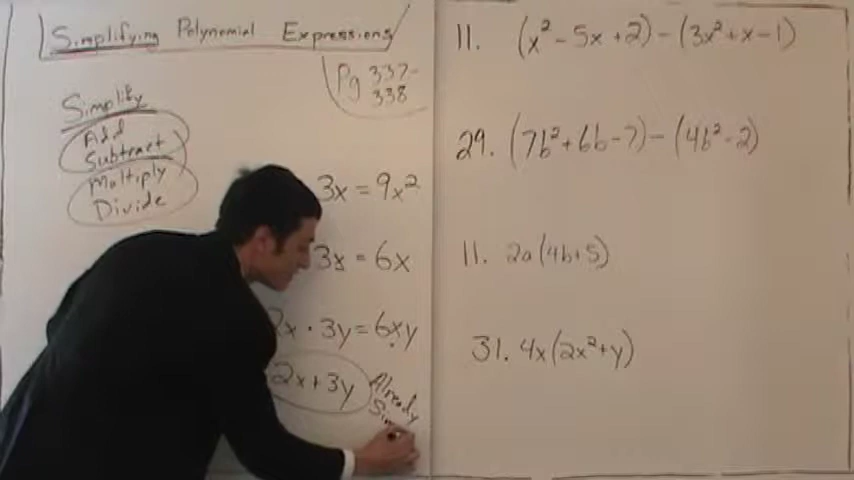 Simplifying Polynomial Expressions
Pg 337-
338
Simplify
Add
Subtract
Multiply
Divide
3x = 9x²
3x = 6x
2x · 3y = 6xy
2x + 3y
Already
11. (x² - 5x + 2) - (3x² + x - 1)
29. (7b² + 6b - 7) - (4b² - 2)
11. 2a(4b + 5)
31. 4x(2x² + y)